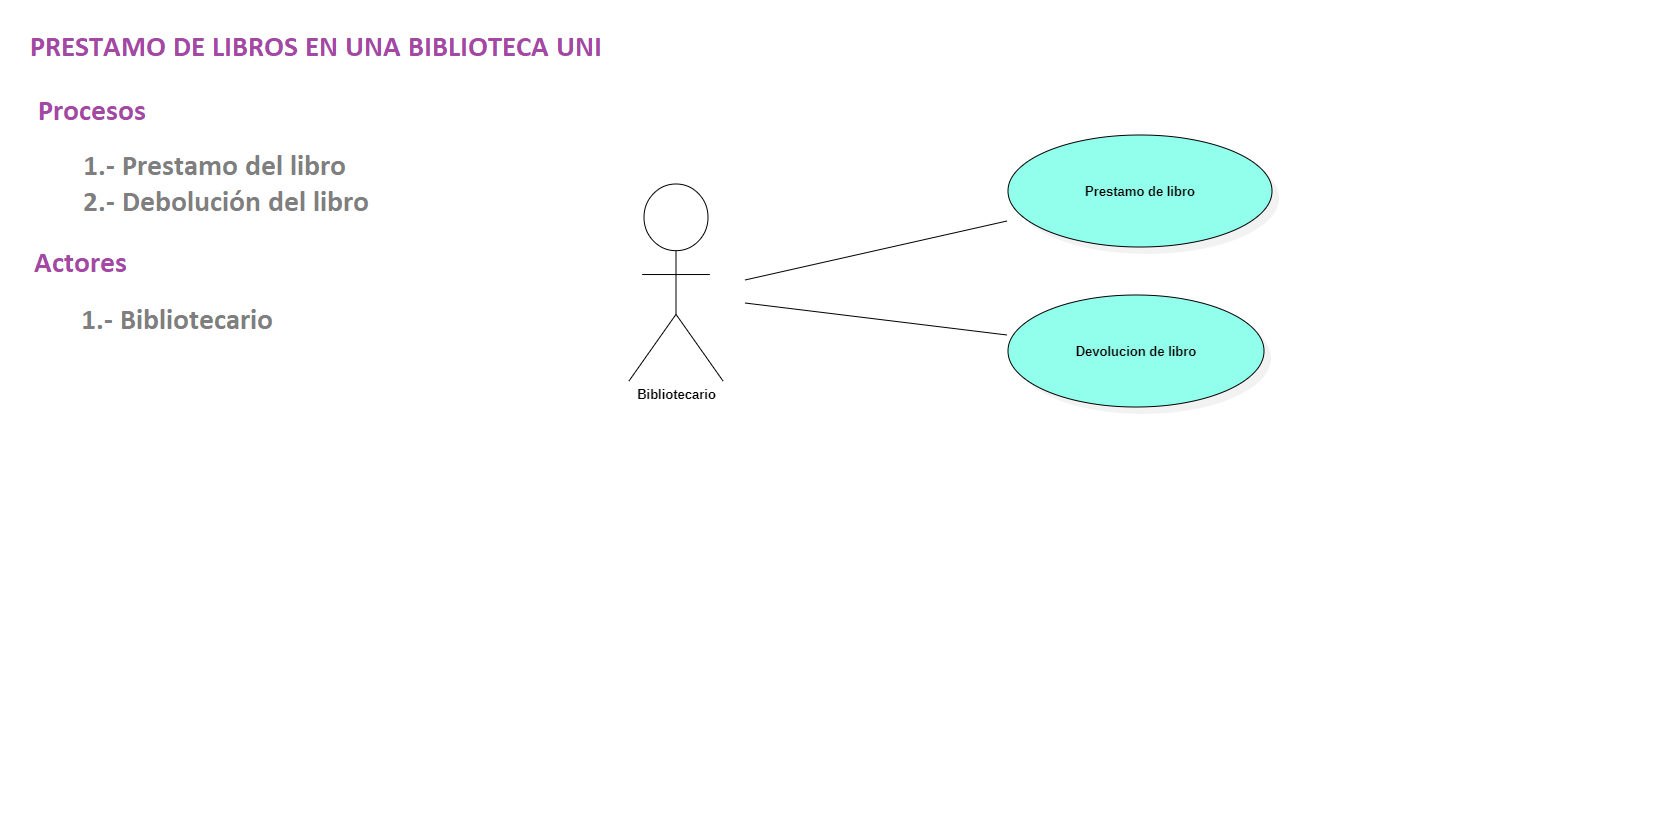 PRESTAMO DE LIBROS EN UNA BIBLIOTECA UNI
Procesos
1.- Prestamo del libro
2.- Debolución del libro
Actores
1.- Bibliotecario
Bibliotecario
Prestamo de libro
Devolucion de libro